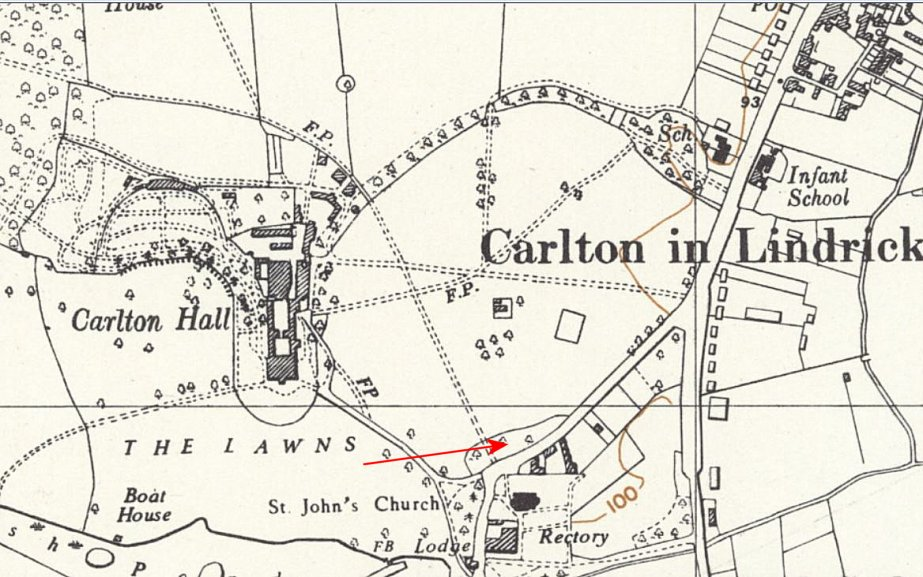 House
PO
93
F.P.
Sch
Infant
School
Carlton in Lindrick
F.P.
Carlton Hall
FP
THE LAWNS
100
Boat
House
St. John's Church
Rectory
FB
Lodge
s h
P